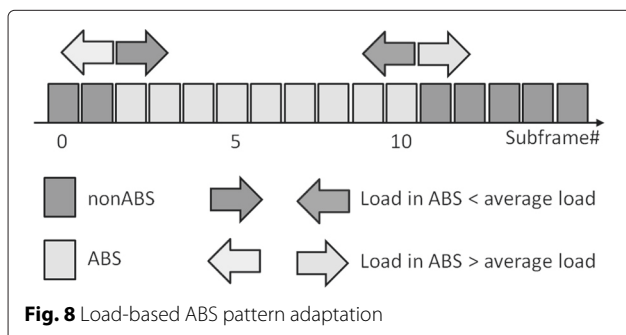 0 5 10 Subframe#
nonABS Load in ABS < average load
ABS Load in ABS > average load
Fig. 8 Load-based ABS pattern adaptation